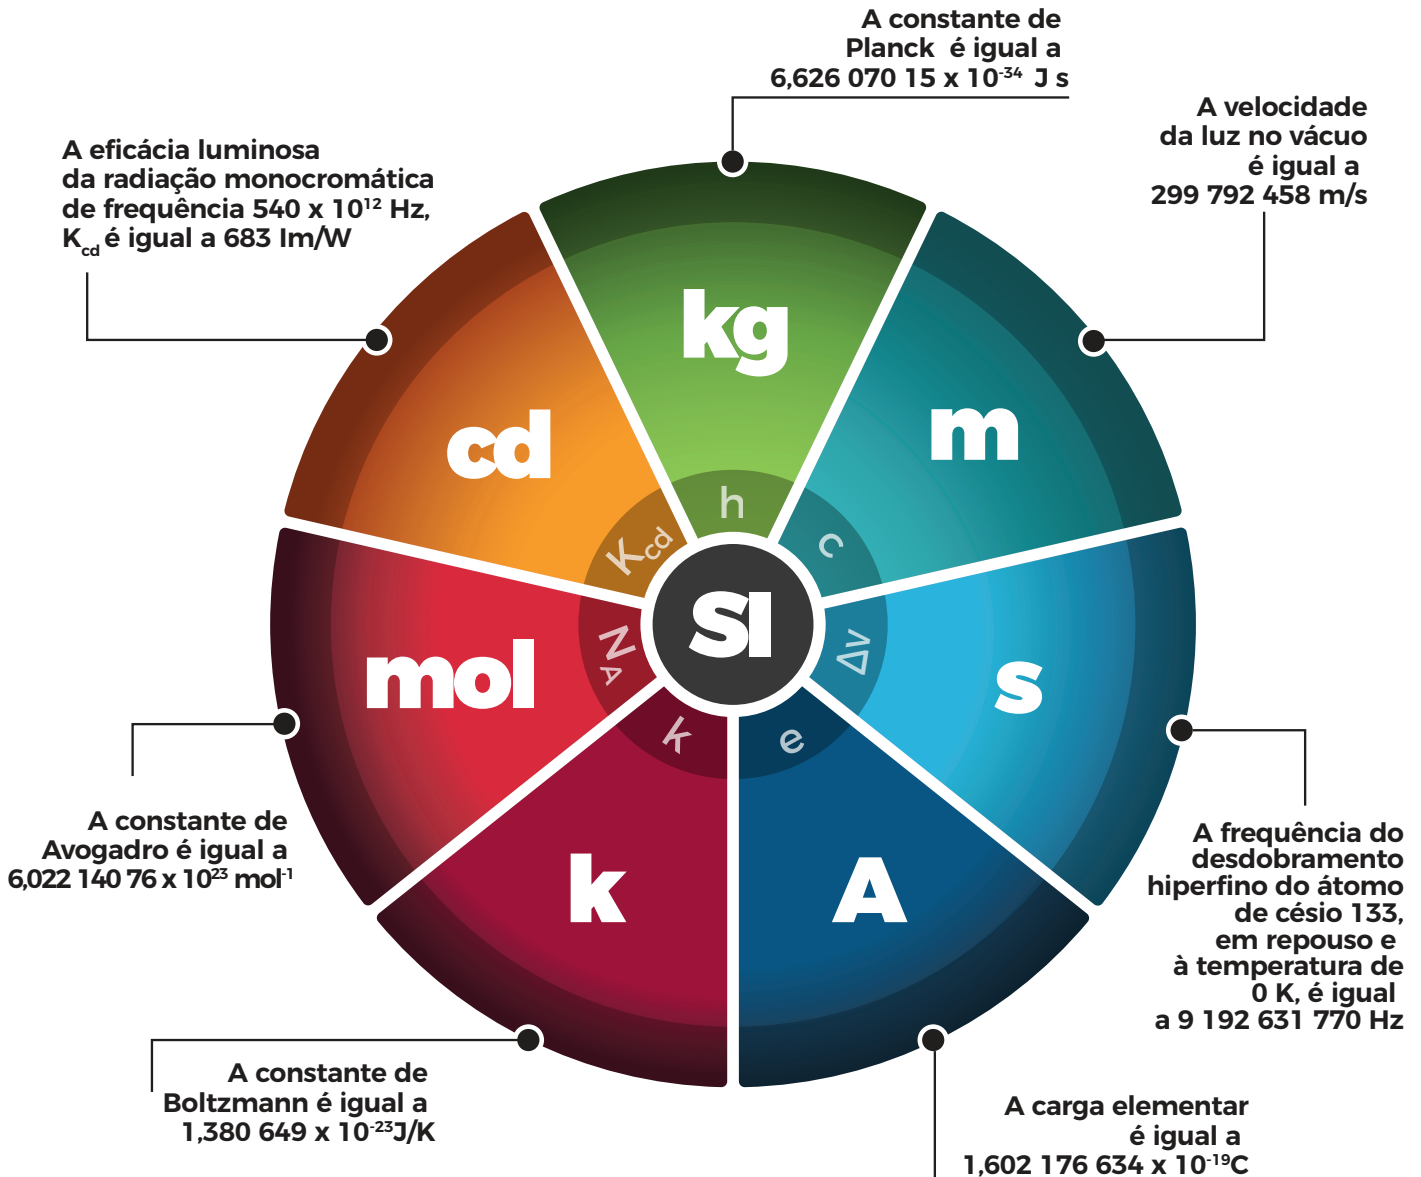 A constante de
Planck é igual a
6,626 070 15 x 10⁻³⁴ J s
A velocidade
da luz no vácuo
é igual a
299 792 458 m/s
A eficácia luminosa
da radiação monocromática
de frequência 540 x 10¹² Hz,
K_cd é igual a 683 Im/W
kg
m
cd
h
c
K_cd
SI
N_A
Δν
mol
s
k
e
k
A
A constante de
Avogadro é igual a
6,022 140 76 x 10²³ mol⁻¹
A frequência do
desdobramento
hiperfino do átomo
de césio 133,
em repouso e
à temperatura de
0 K, é igual
a 9 192 631 770 Hz
A constante de
Boltzmann é igual a
1,380 649 x 10⁻²³J/K
A carga elementar
é igual a
1,602 176 634 x 10⁻¹⁹C